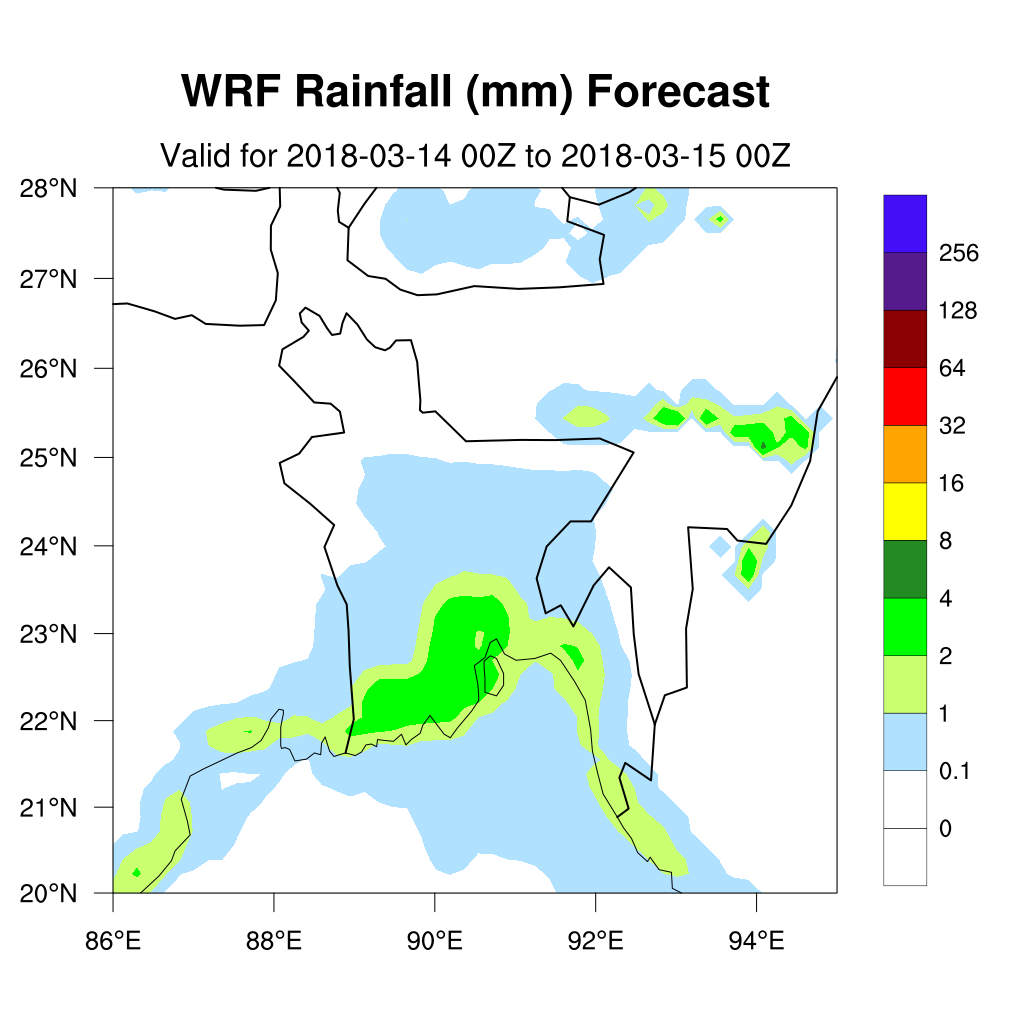 WRF Rainfall (mm) Forecast
Valid for 2018-03-14 00Z to 2018-03-15 00Z
28°N
27°N
26°N
25°N
24°N
23°N
22°N
21°N
20°N
86°E
88°E
90°E
92°E
94°E
256
128
64
32
16
8
4
2
1
0.1
0